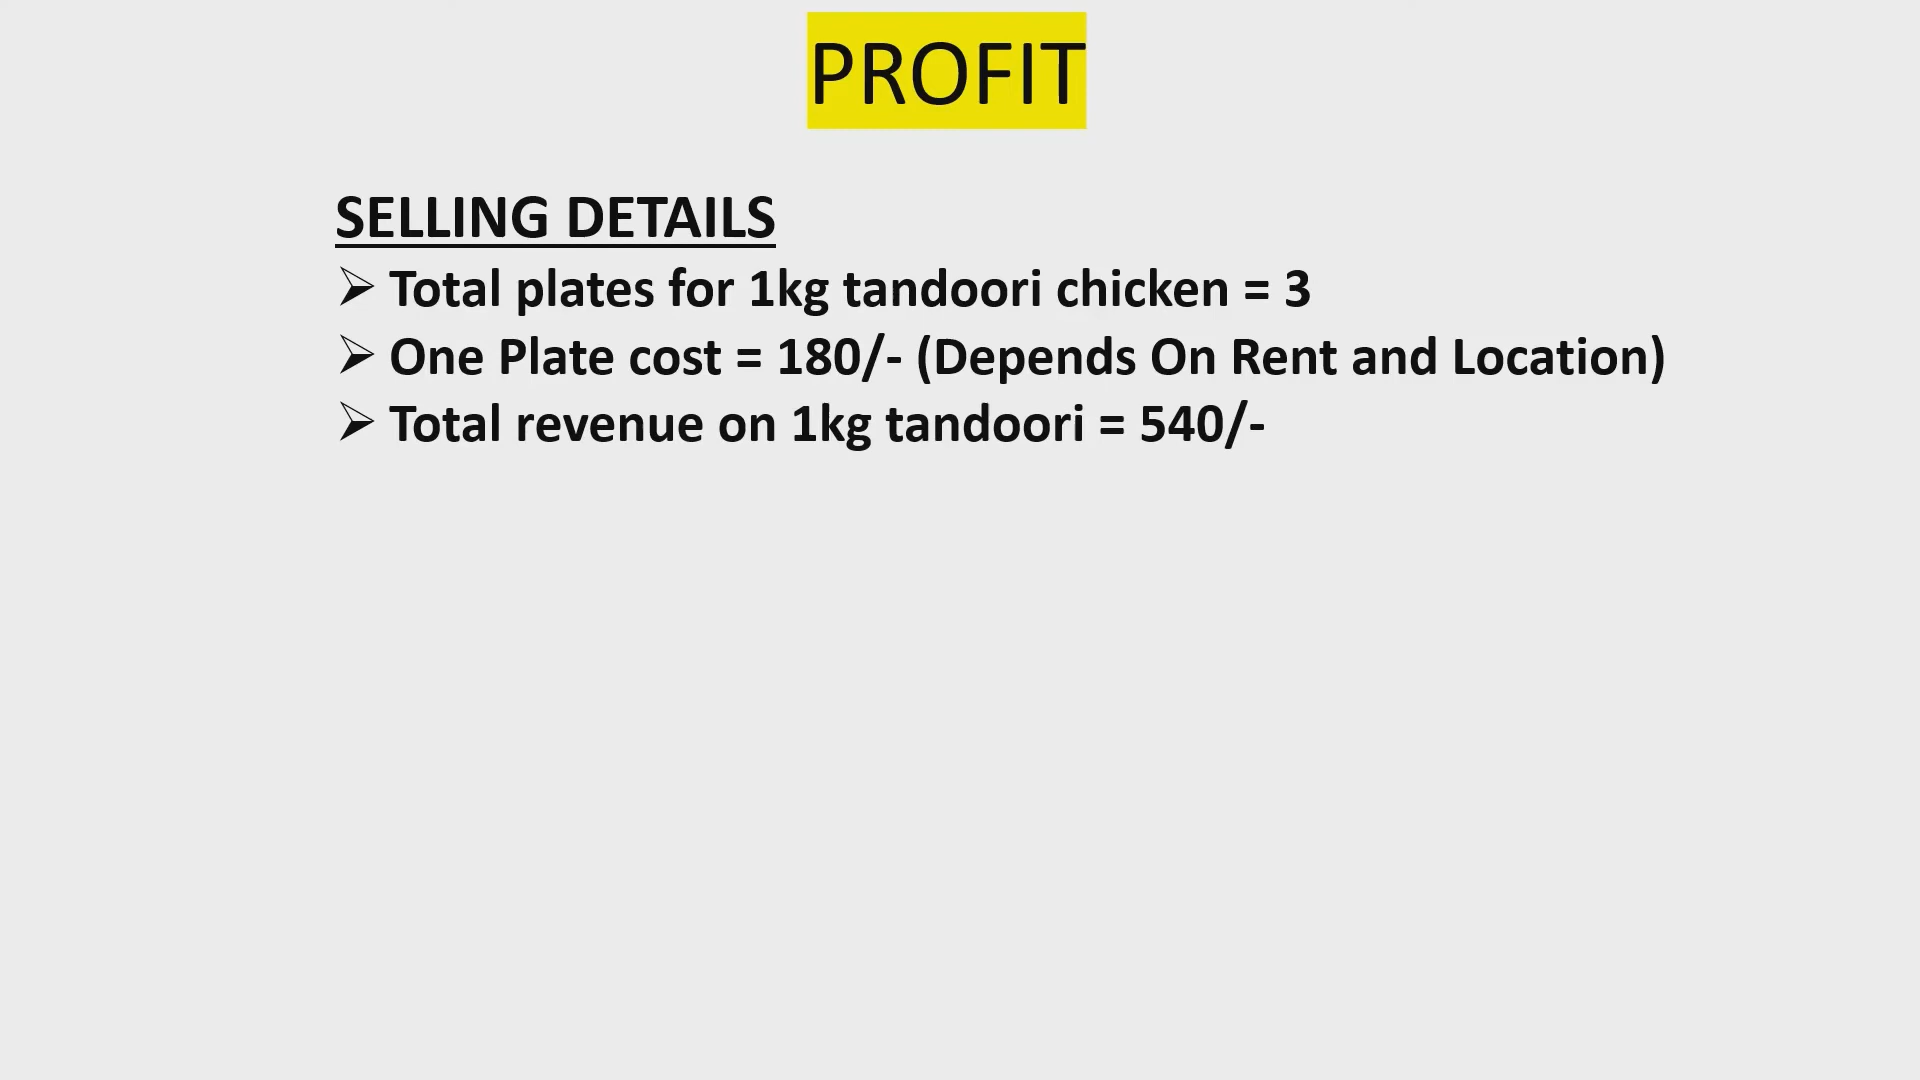 PROFIT
SELLING DETAILS
➢ Total plates for 1kg tandoori chicken = 3
➢ One Plate cost = 180/- (Depends On Rent and Location)
➢ Total revenue on 1kg tandoori = 540/-